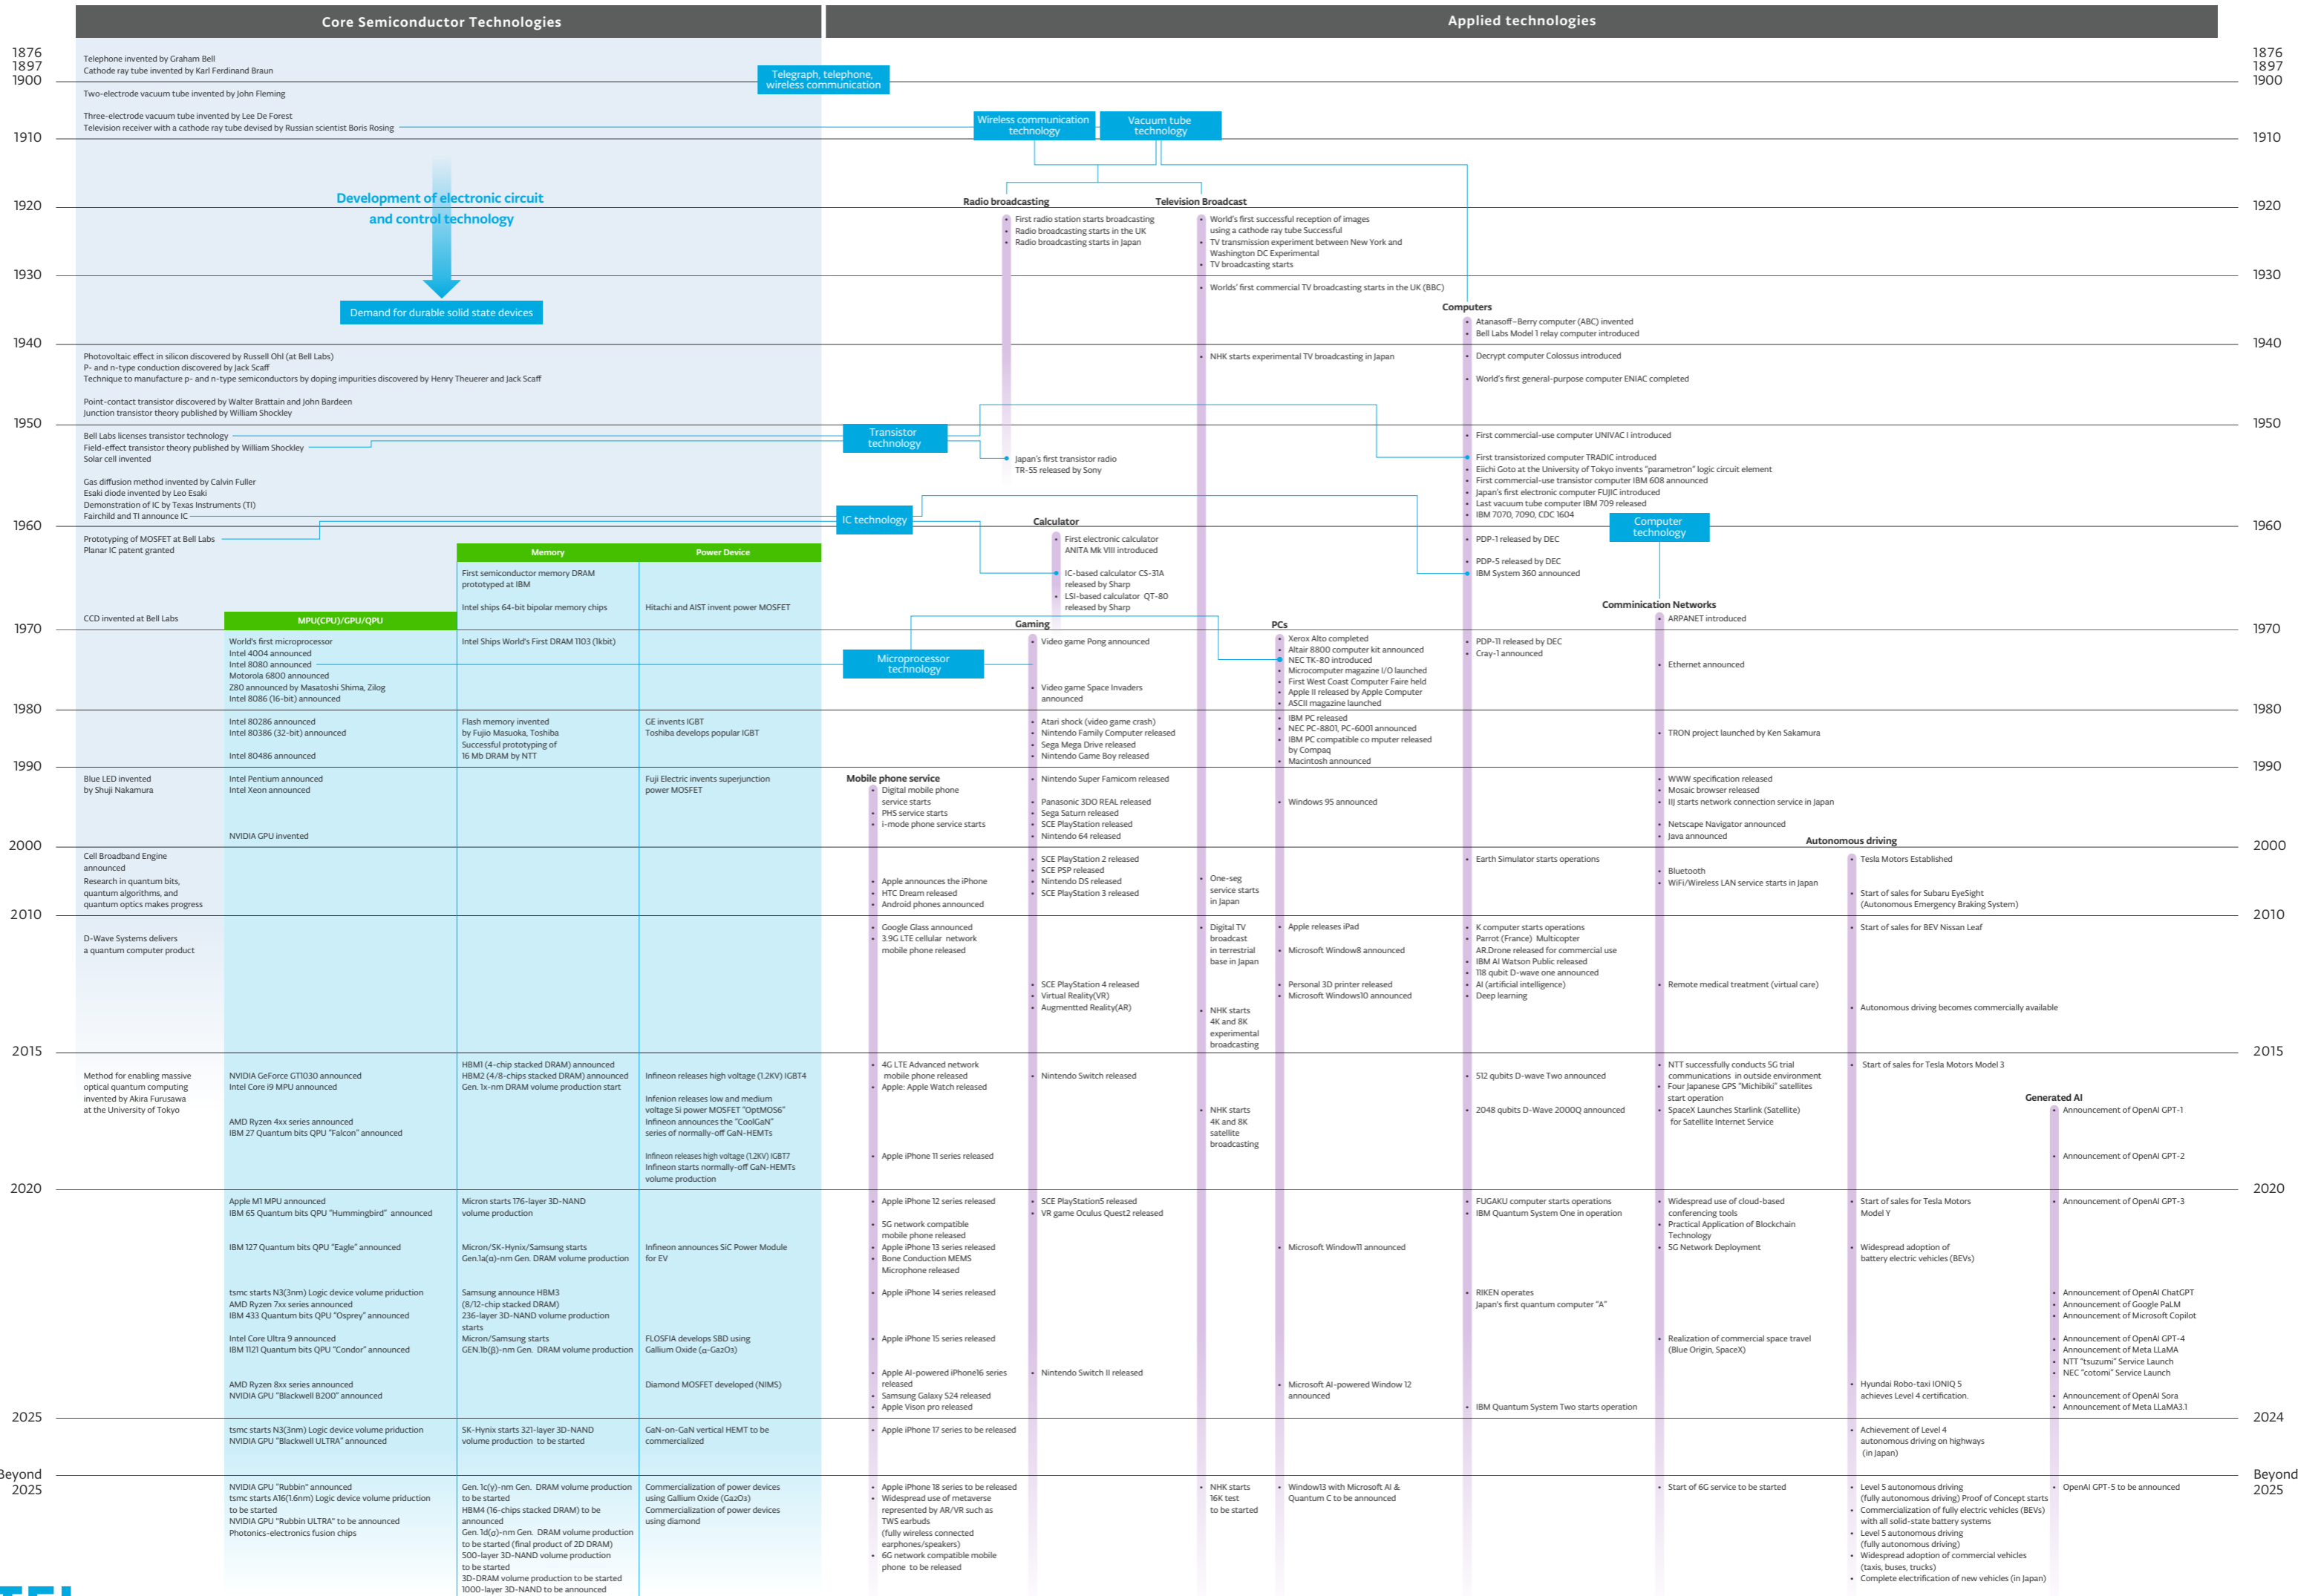 Core Semiconductor Technologies
Applied technologies
1876
1897
1900
1910
1920
1930
1940
1950
1960
1970
1980
1990
2000
2010
2015
2020
2025
Beyond
2025
1876
1897
1900
1910
1920
1930
1940
1950
1960
1970
1980
1990
2000
2010
2015
2020
2024
Beyond
2025
Telephone invented by Graham Bell
Cathode ray tube invented by Karl Ferdinand Braun
Two-electrode vacuum tube invented by John Fleming
Three-electrode vacuum tube invented by Lee De Forest
Television receiver with a cathode ray tube devised by Russian scientist Boris Rosing
Development of electronic circuit
and control technology
Demand for durable solid state devices
Photovoltaic effect in silicon discovered by Russell Ohl (at Bell Labs)
P- and n-type conduction discovered by Jack Scaff
Technique to manufacture p- and n-type semiconductors by doping impurities discovered by Henry Theuerer and Jack Scaff
Point-contact transistor discovered by Walter Brattain and John Bardeen
Junction transistor theory published by William Shockley
Bell Labs licenses transistor technology
Field-effect transistor theory published by William Shockley
Solar cell invented
Gas diffusion method invented by Calvin Fuller
Esaki diode invented by Leo Esaki
Demonstration of IC by Texas Instruments (TI)
Fairchild and TI announce IC
Prototyping of MOSFET at Bell Labs
Planar IC patent granted
CCD invented at Bell Labs
Blue LED invented
by Shuji Nakamura
Cell Broadband Engine
announced
Research in quantum bits,
quantum algorithms, and
quantum optics makes progress
D-Wave Systems delivers
a quantum computer product
Method for enabling massive
optical quantum computing
invented by Akira Furusawa
at the University of Tokyo
MPU(CPU)/GPU/QPU
World's first microprocessor
Intel 4004 announced
Intel 8080 announced
Motorola 6800 announced
Z80 announced by Masatoshi Shima, Zilog
Intel 8086 (16-bit) announced
Intel 80286 announced
Intel 80386 (32-bit) announced
Intel 80486 announced
Intel Pentium announced
Intel Xeon announced
NVIDIA GPU invented
NVIDIA GeForce GT1030 announced
Intel Core i9 MPU announced
AMD Ryzen 4xx series announced
IBM 27 Quantum bits QPU "Falcon" announced
Apple M1 MPU announced
IBM 65 Quantum bits QPU "Hummingbird" announced
IBM 127 Quantum bits QPU "Eagle" announced
tsmc starts N3(3nm) Logic device volume priduction
AMD Ryzen 7xx series announced
IBM 433 Quantum bits QPU "Osprey" announced
Intel Core Ultra 9 announced
IBM 1121 Quantum bits QPU "Condor" announced
AMD Ryzen 8xx series announced
NVIDIA GPU "Blackwell B200" announced
tsmc starts N3(3nm) Logic device volume priduction
NVIDIA GPU "Blackwell ULTRA" announced
NVIDIA GPU "Rubbin" announced
tsmc starts A16(1.6nm) Logic device volume priduction
to be started
NVIDIA GPU "Rubbin ULTRA" to be announced
Photonics-electronics fusion chips
Memory
First semiconductor memory DRAM
prototyped at IBM
Intel ships 64-bit bipolar memory chips
Intel Ships World's First DRAM 1103 (1kbit)
Flash memory invented
by Fujio Masuoka, Toshiba
Successful prototyping of
16 Mb DRAM by NTT
HBM1 (4-chip stacked DRAM) announced
HBM2 (4/8-chips stacked DRAM) announced
Gen. 1x-nm DRAM volume production start
Micron starts 176-layer 3D-NAND
volume production
Micron/SK-Hynix/Samsung starts
Gen.1a(α)-nm Gen. DRAM volume production
Samsung announce HBM3
(8/12-chip stacked DRAM)
236-layer 3D-NAND volume production
starts
Micron/Samsung starts
GEN.1b(β)-nm Gen. DRAM volume production
SK-Hynix starts 321-layer 3D-NAND
volume production to be started
Gen. 1c(γ)-nm Gen. DRAM volume production
to be started
HBM4 (16-chips stacked DRAM) to be
announced
Gen. 1d(α)-nm Gen. DRAM volume production
to be started (final product of 2D DRAM)
500-layer 3D-NAND volume production
to be started
3D-DRAM volume production to be started
1000-layer 3D-NAND to be announced
Power Device
Hitachi and AIST invent power MOSFET
GE invents IGBT
Toshiba develops popular IGBT
Fuji Electric invents superjunction
power MOSFET
Infineon releases high voltage (1.2KV) IGBT4
Infenion releases low and medium
voltage Si power MOSFET "OptMOS6"
Infineon announces the "CoolGaN"
series of normally-off GaN-HEMTs
Infineon releases high voltage (1.2KV) IGBT7
Infineon starts normally-off GaN-HEMTs
volume production
Infineon announces SiC Power Module
for EV
FLOSFIA develops SBD using
Gallium Oxide (α-Ga2O3)
Diamond MOSFET developed (NIMS)
GaN-on-GaN vertical HEMT to be
commercialized
Commercialization of power devices
using Gallium Oxide (Ga2O3)
Commercialization of power devices
using diamond
Telegraph, telephone,
wireless communication
Wireless communication
technology
Vacuum tube
technology
Transistor
technology
IC technology
Microprocessor
technology
Computer
technology
Mobile phone service
• Digital mobile phone
service starts
• PHS service starts
• i-mode phone service starts
• Apple announces the iPhone
• HTC Dream released
• Android phones announced
• Google Glass announced
• 3.9G LTE cellular network
mobile phone released
• 4G LTE Advanced network
mobile phone released
• Apple: Apple Watch released
• Apple iPhone 11 series released
• Apple iPhone 12 series released
• 5G network compatible
mobile phone released
• Apple iPhone 13 series released
• Bone Conduction MEMS
Microphone released
• Apple iPhone 14 series released
• Apple iPhone 15 series released
• Apple AI-powered iPhone16 series
released
• Samsung Galaxy S24 released
• Apple Vison pro released
• Apple iPhone 17 series to be released
• Apple iPhone 18 series to be released
• Widespread use of metaverse
represented by AR/VR such as
TWS earbuds
(fully wireless connected
earphones/speakers)
• 6G network compatible mobile
phone to be released
Radio broadcasting
• First radio station starts broadcasting
• Radio broadcasting starts in the UK
• Radio broadcasting starts in Japan
Japan's first transistor radio
TR-55 released by Sony
Calculator
• First electronic calculator
ANITA Mk VIII introduced
IC-based calculator CS-31A
released by Sharp
• LSI-based calculator QT-80
released by Sharp
Gaming
• Video game Pong announced
• Video game Space Invaders
announced
• Atari shock (video game crash)
• Nintendo Family Computer released
• Sega Mega Drive released
• Nintendo Game Boy released
• Nintendo Super Famicom released
• Panasonic 3DO REAL released
• Sega Saturn released
• SCE PlayStation released
• Nintendo 64 released
• SCE PlayStation 2 released
• SCE PSP released
• Nintendo DS released
• SCE PlayStation 3 released
• SCE PlayStation 4 released
• Virtual Reality(VR)
• Augmentted Reality(AR)
• Nintendo Switch released
• SCE PlayStation5 released
• VR game Oculus Quest2 released
• Nintendo Switch II released
Television Broadcast
• World's first successful reception of images
using a cathode ray tube Successful
• TV transmission experiment between New York and
Washington DC Experimental
• TV broadcasting starts
• Worlds' first commercial TV broadcasting starts in the UK (BBC)
• NHK starts experimental TV broadcasting in Japan
• One-seg
service starts
in Japan
• Digital TV
broadcast
in terrestrial
base in Japan
• NHK starts
4K and 8K
experimental
broadcasting
• NHK starts
4K and 8K
satellite
broadcasting
• NHK starts
16K test
to be started
PCs
• Xerox Alto completed
• Altair 8800 computer kit announced
NEC TK-80 introduced
• Microcomputer magazine I/O launched
• First West Coast Computer Faire held
• Apple II released by Apple Computer
• ASCII magazine launched
• IBM PC released
• NEC PC-8801, PC-6001 announced
• IBM PC compatible co mputer released
by Compaq
• Macintosh announced
• Windows 95 announced
• Apple releases iPad
• Microsoft Window8 announced
• Personal 3D printer released
• Microsoft Windows10 announced
• Microsoft Window11 announced
• Microsoft AI-powered Window 12
announced
• Window13 with Microsoft AI &
Quantum C to be announced
Computers
• Atanasoff–Berry computer (ABC) invented
• Bell Labs Model 1 relay computer introduced
• Decrypt computer Colossus introduced
• World's first general-purpose computer ENIAC completed
• First commercial-use computer UNIVAC I introduced
First transistorized computer TRADIC introduced
• Eiichi Goto at the University of Tokyo invents "parametron" logic circuit element
• First commercial-use transistor computer IBM 608 announced
• Japan's first electronic computer FUJIC introduced
• Last vacuum tube computer IBM 709 released
• IBM 7070, 7090, CDC 1604
• PDP-1 released by DEC
• PDP-5 released by DEC
IBM System 360 announced
• PDP-11 released by DEC
• Cray-1 announced
• Earth Simulator starts operations
• K computer starts operations
• Parrot (France) Multicopter
AR.Drone released for commercial use
• IBM AI Watson Public released
• 118 qubit D-wave one announced
• AI (artificial intelligence)
• Deep learning
• 512 qubits D-wave Two announced
• 2048 qubits D-Wave 2000Q announced
• FUGAKU computer starts operations
• IBM Quantum System One in operation
• RIKEN operates
Japan's first quantum computer "A"
• IBM Quantum System Two starts operation
Comminication Networks
• ARPANET introduced
• Ethernet announced
• TRON project launched by Ken Sakamura
• WWW specification released
• Mosaic browser released
• IIJ starts network connection service in Japan
• Netscape Navigator announced
• Java announced
• Bluetooth
• WiFi/Wireless LAN service starts in Japan
• Remote medical treatment (virtual care)
• NTT successfully conducts 5G trial
communications in outside environment
• Four Japanese GPS "Michibiki" satellites
start operation
• SpaceX Launches Starlink (Satellite)
for Satellite Internet Service
• Widespread use of cloud-based
conferencing tools
• Practical Application of Blockchain
Technology
• 5G Network Deployment
• Realization of commercial space travel
(Blue Origin, SpaceX)
• Start of 6G service to be started
Autonomous driving
• Tesla Motors Established
• Start of sales for Subaru EyeSight
(Autonomous Emergency Braking System)
• Start of sales for BEV Nissan Leaf
• Autonomous driving becomes commercially available
• Start of sales for Tesla Motors Model 3
• Start of sales for Tesla Motors
Model Y
• Widespread adoption of
battery electric vehicles (BEVs)
• Hyundai Robo-taxi IONIQ 5
achieves Level 4 certification.
• Achievement of Level 4
autonomous driving on highways
(in Japan)
• Level 5 autonomous driving
(fully autonomous driving) Proof of Concept starts
• Commercialization of fully electric vehicles (BEVs)
with all solid-state battery systems
• Level 5 autonomous driving
(fully autonomous driving)
• Widespread adoption of commercial vehicles
(taxis, buses, trucks)
• Complete electrification of new vehicles (in Japan)
Generated AI
• Announcement of OpenAI GPT-1
• Announcement of OpenAI GPT-2
• Announcement of OpenAI GPT-3
• Announcement of OpenAI ChatGPT
• Announcement of Google PaLM
• Announcement of Microsoft Copilot
• Announcement of OpenAI GPT-4
• Announcement of Meta LLaMA
• NTT "tsuzumi" Service Launch
• NEC "cotomi" Service Launch
• Announcement of OpenAI Sora
• Announcement of Meta LLaMA3.1
• OpenAI GPT-5 to be announced